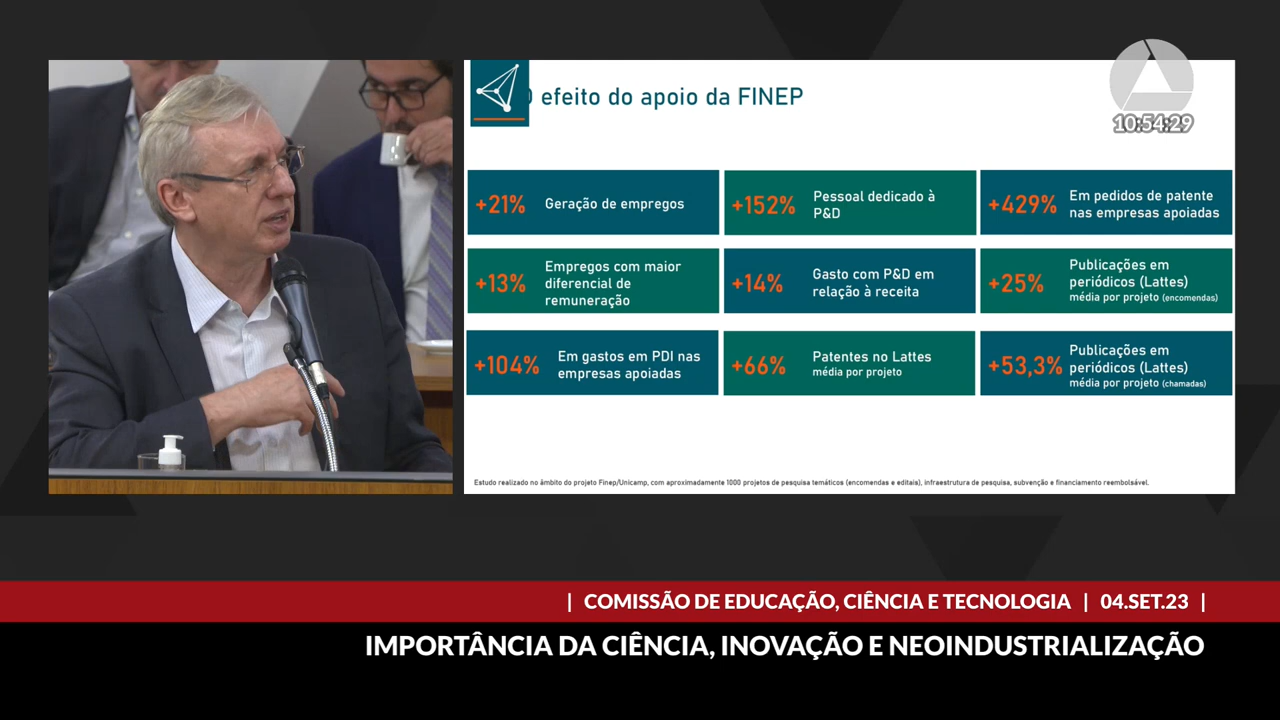 efeito do apoio da FINEP
10:54:29
+21%
Geração de empregos
+152%
Pessoal dedicado à
P&D
+429%
Em pedidos de patente
nas empresas apoiadas
+13%
Empregos com maior
diferencial de
remuneração
+14%
Gasto com P&D em
relação à receita
+25%
Publicações em
periódicos (Lattes)
média por projeto (encomendas)
+104%
Em gastos em PDI nas
empresas apoiadas
+66%
Patentes no Lattes
média por projeto
+53,3%
Publicações em
periódicos (Lattes)
média por projeto (chamadas)
Estudo realizado no âmbito do projeto Finep/Unicamp, com aproximadamente 1000 projetos de pesquisa temáticos (encomendas e editais), infraestrutura de pesquisa, subvenção e financiamento reembolsável.
| COMISSÃO DE EDUCAÇÃO, CIÊNCIA E TECNOLOGIA | 04.SET.23 |
IMPORTÂNCIA DA CIÊNCIA, INOVAÇÃO E NEOINDUSTRIALIZAÇÃO